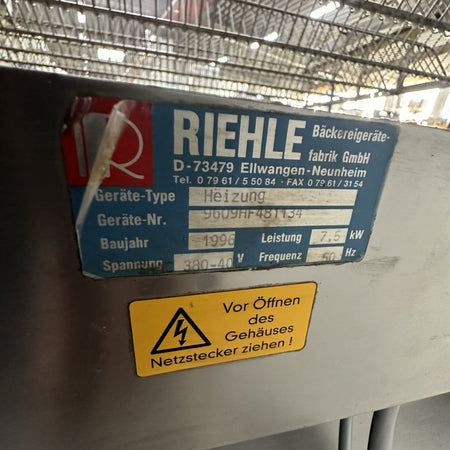 R
RIEHLE Bäckereigeräte-
fabrik GmbH
D-73479 Ellwangen-Neunheim
Tel. 0 79 61/5 50 84 · FAX 0 79 61/31 54
Geräte-Type Heizung
Geräte-Nr. 9609HF481134
Baujahr 1996 Leistung 7,5 kW
Spannung 380-40 V Frequenz 50 Hz
Vor Öffnen
des
Gehäuses
Netzstecker ziehen !